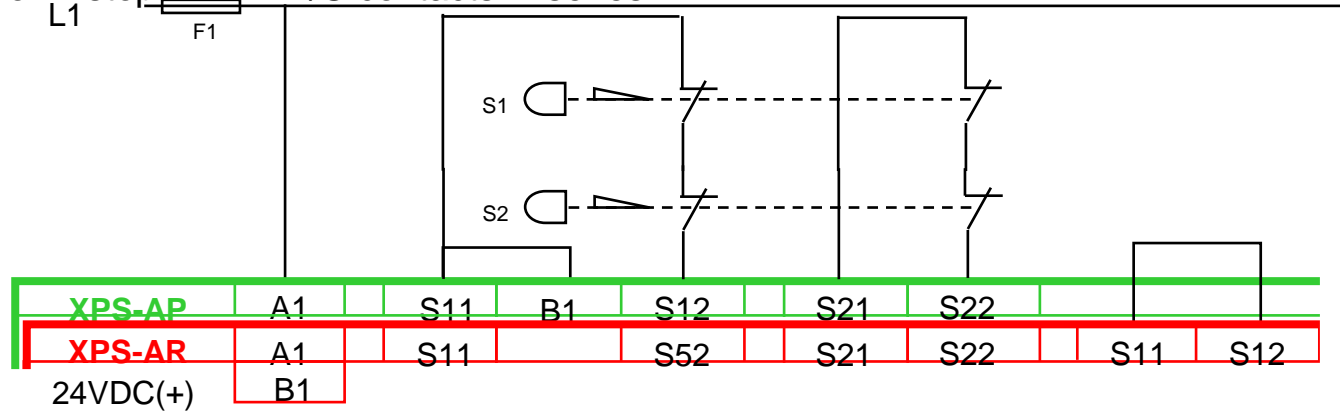 L1
F1
S1
S2
XPS-AP A1 S11 B1 S12 S21 S22
XPS-AR A1 S11 S52 S21 S22 S11 S12
24VDC(+) B1